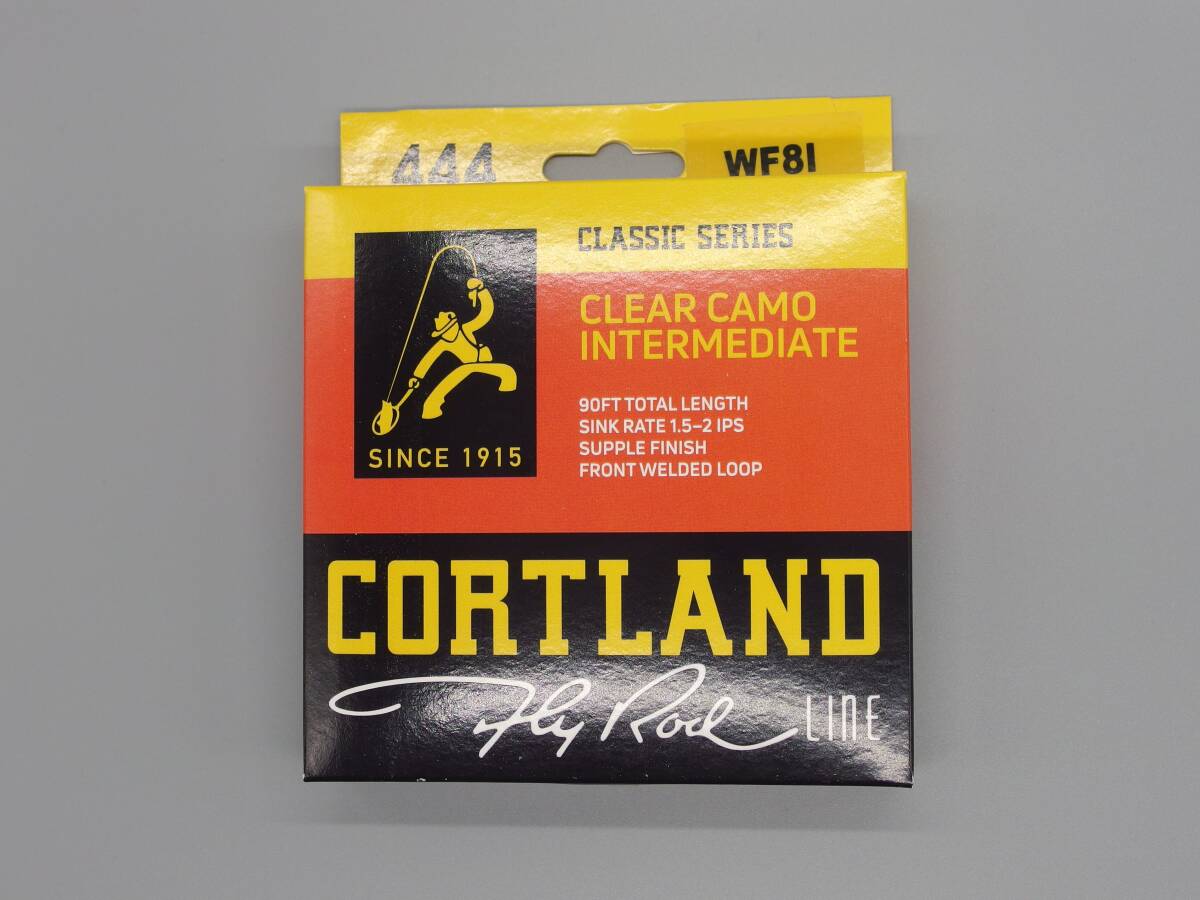 444
WF8I
CLASSIC SERIES
CLEAR CAMO
INTERMEDIATE
90FT TOTAL LENGTH
SINK RATE 1.5–2 IPS
SUPPLE FINISH
FRONT WELDED LOOP
SINCE 1915
CORTLAND
Fly Rod LINE